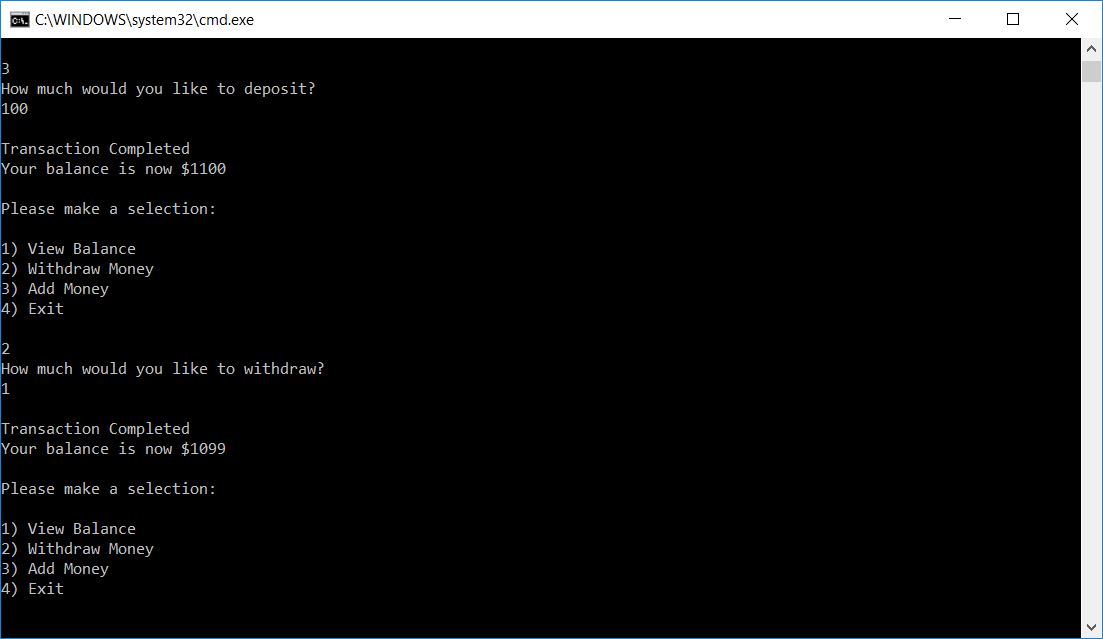 C:\WINDOWS\system32\cmd.exe
3
How much would you like to deposit?
100
Transaction Completed
Your balance is now $1100
Please make a selection:
1) View Balance
2) Withdraw Money
3) Add Money
4) Exit
2
How much would you like to withdraw?
1
Transaction Completed
Your balance is now $1099
Please make a selection:
1) View Balance
2) Withdraw Money
3) Add Money
4) Exit